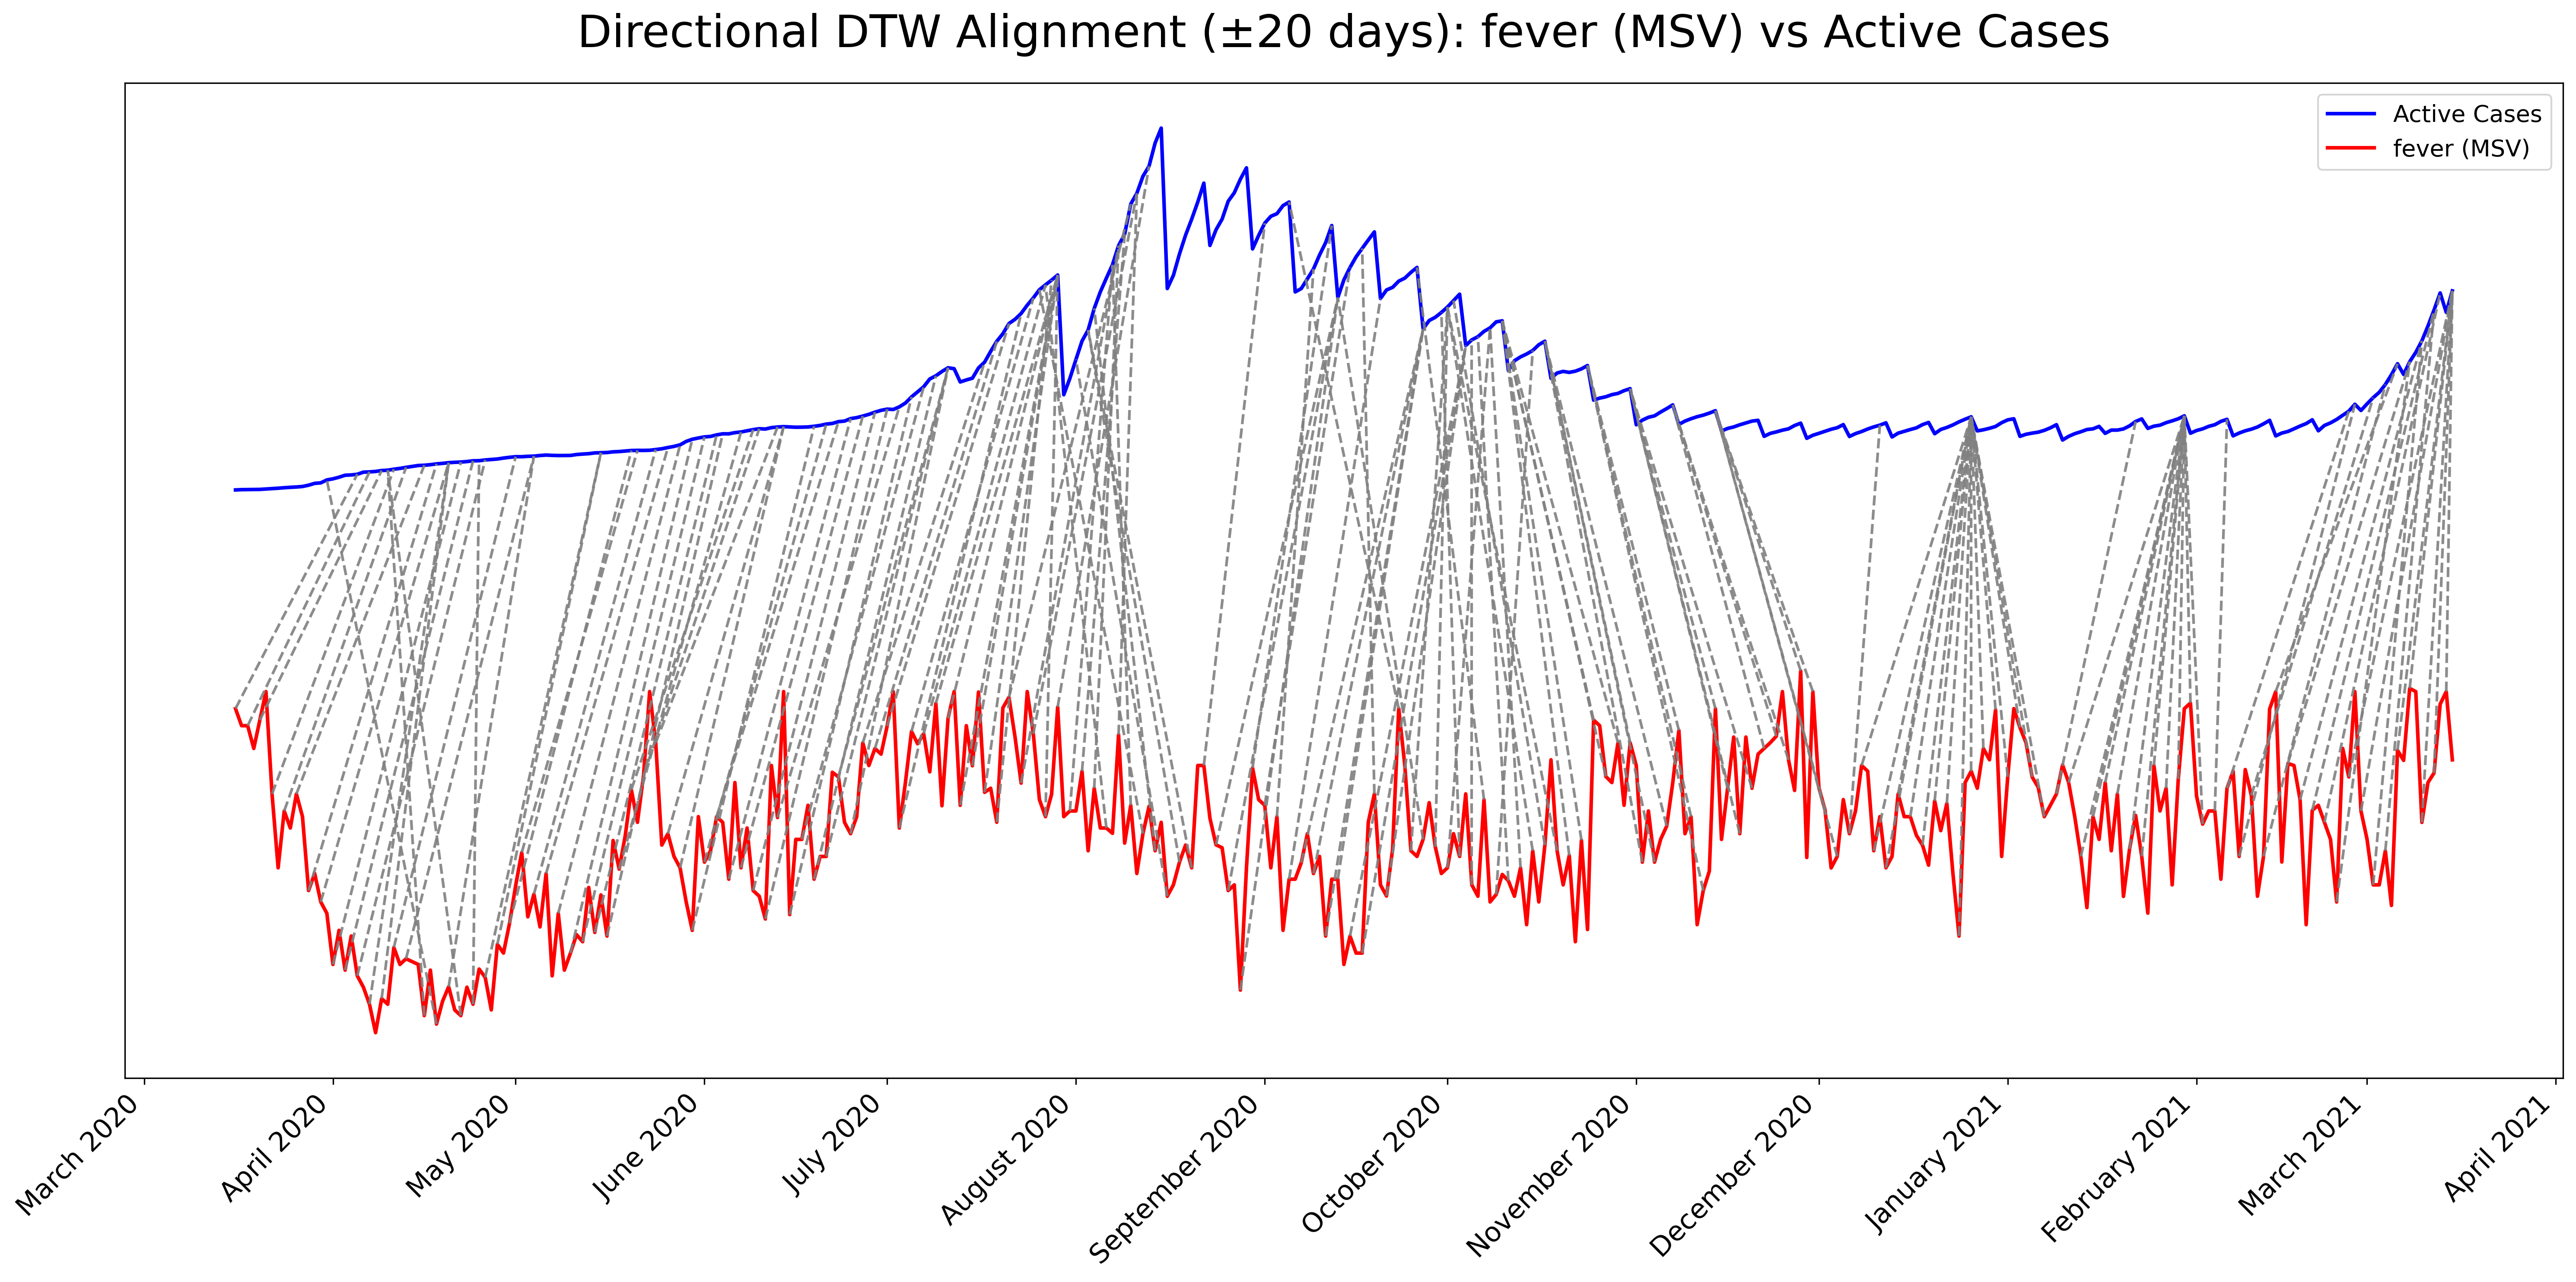 Directional DTW Alignment (±20 days): fever (MSV) vs Active Cases
Active Cases
fever (MSV)
March 2020
April 2020
May 2020
June 2020
July 2020
August 2020
September 2020
October 2020
November 2020
December 2020
January 2021
February 2021
March 2021
April 2021